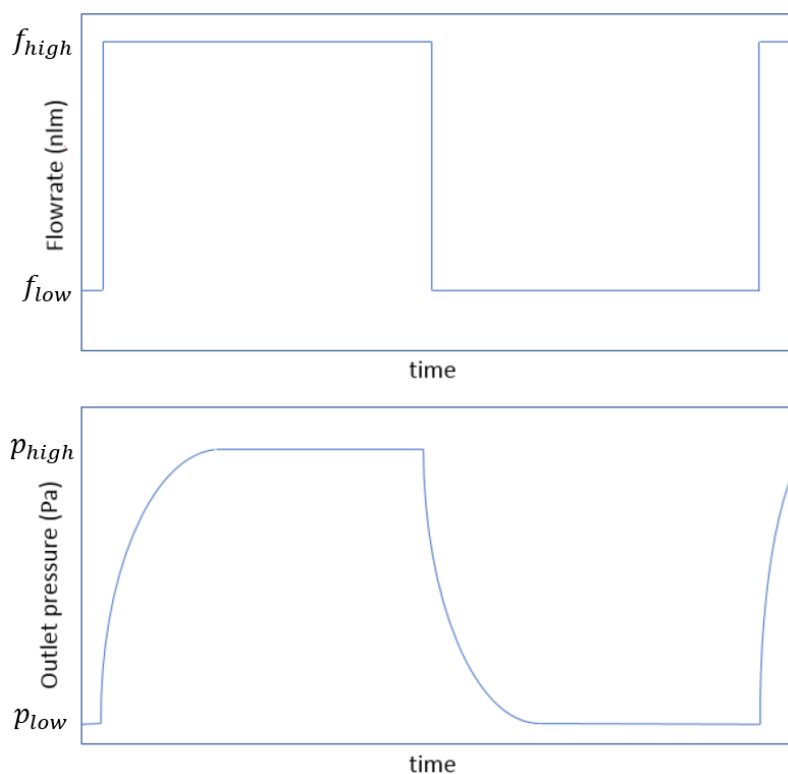 f_high
Flowrate (nlm)
f_low
time
p_high
Outlet pressure (Pa)
p_low
time